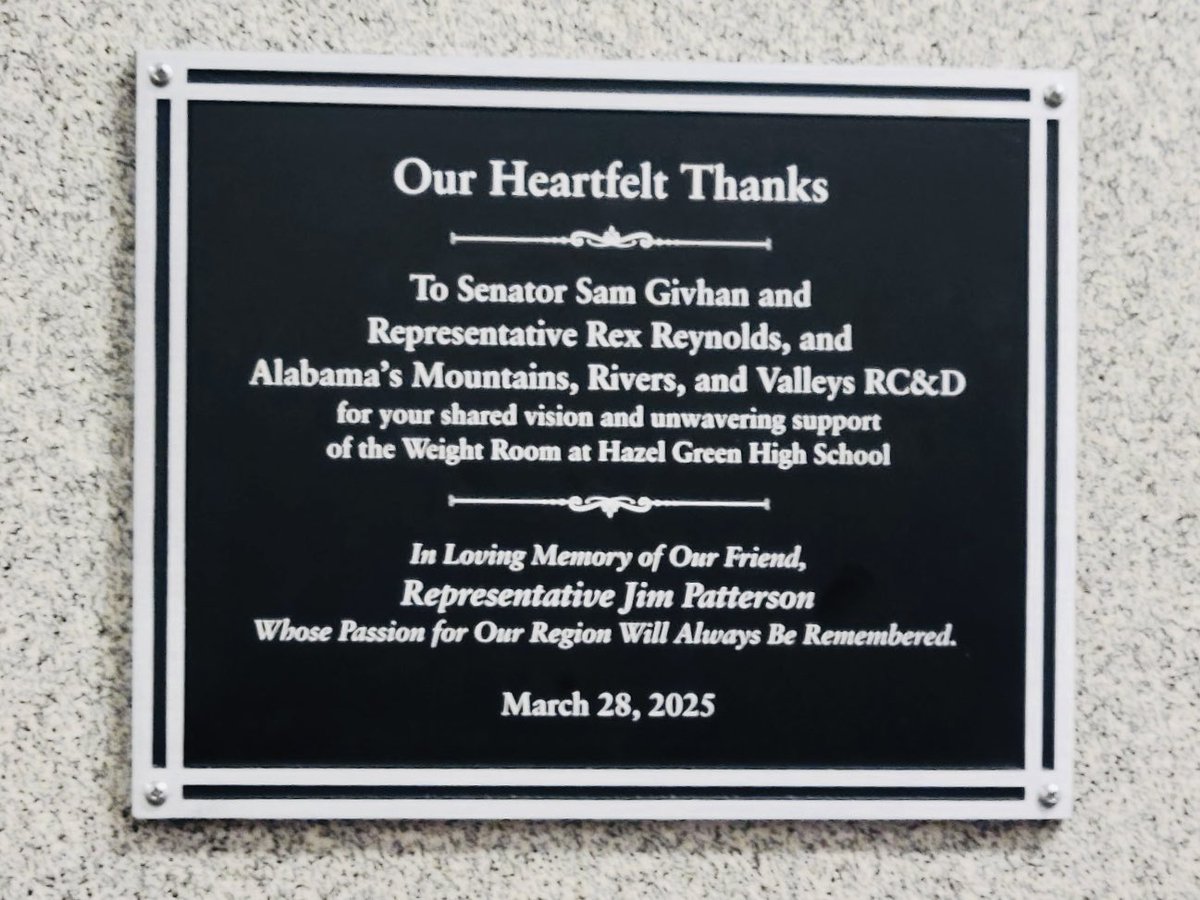 Our Heartfelt Thanks
To Senator Sam Givhan and
Representative Rex Reynolds, and
Alabama's Mountains, Rivers, and Valleys RC&D
for your shared vision and unwavering support
of the Weight Room at Hazel Green High School
In Loving Memory of Our Friend,
Representative Jim Patterson
Whose Passion for Our Region Will Always Be Remembered.
March 28, 2025